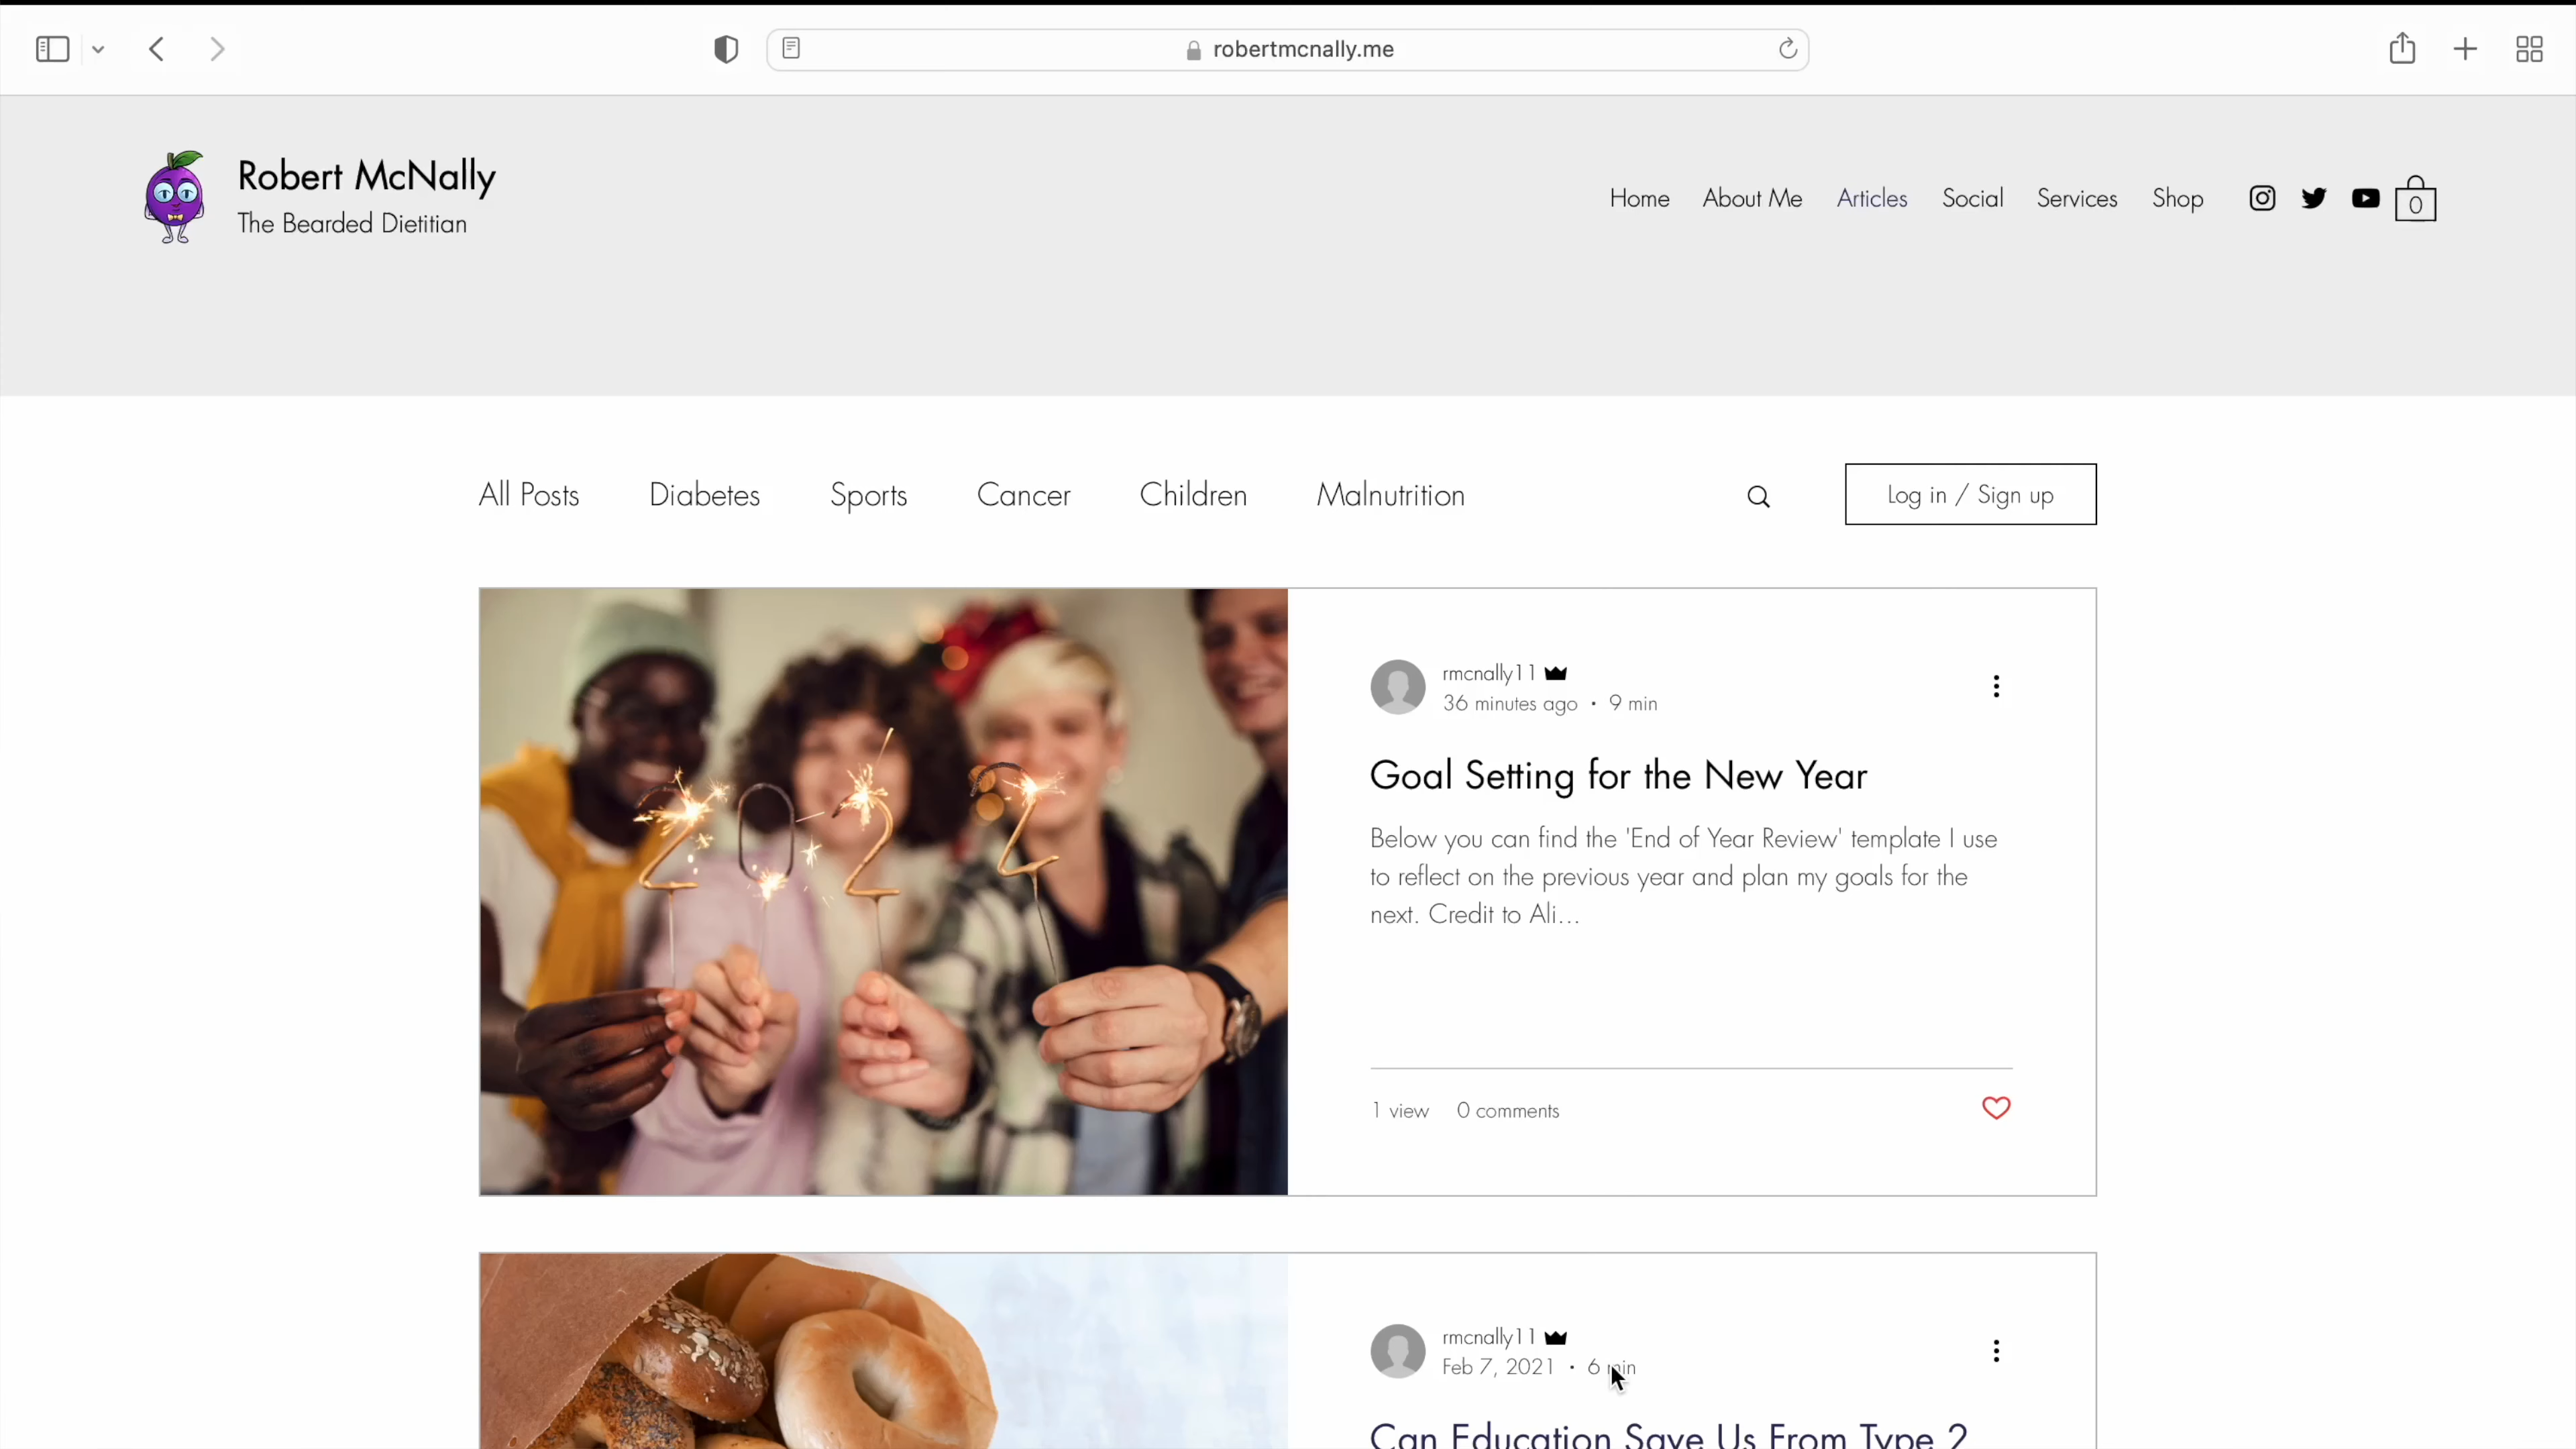 robertmcnally.me
Robert McNally
The Bearded Dietitian
Home About Me Articles Social Services Shop 0
All Posts Diabetes Sports Cancer Children Malnutrition Log in / Sign up
2022
rmcnally11
36 minutes ago · 9 min
Goal Setting for the New Year
Below you can find the 'End of Year Review' template I use
to reflect on the previous year and plan my goals for the
next. Credit to Ali...
1 view 0 comments
rmcnally11
Feb 7, 2021 · 6 min
Can Education Save Us From Type 2